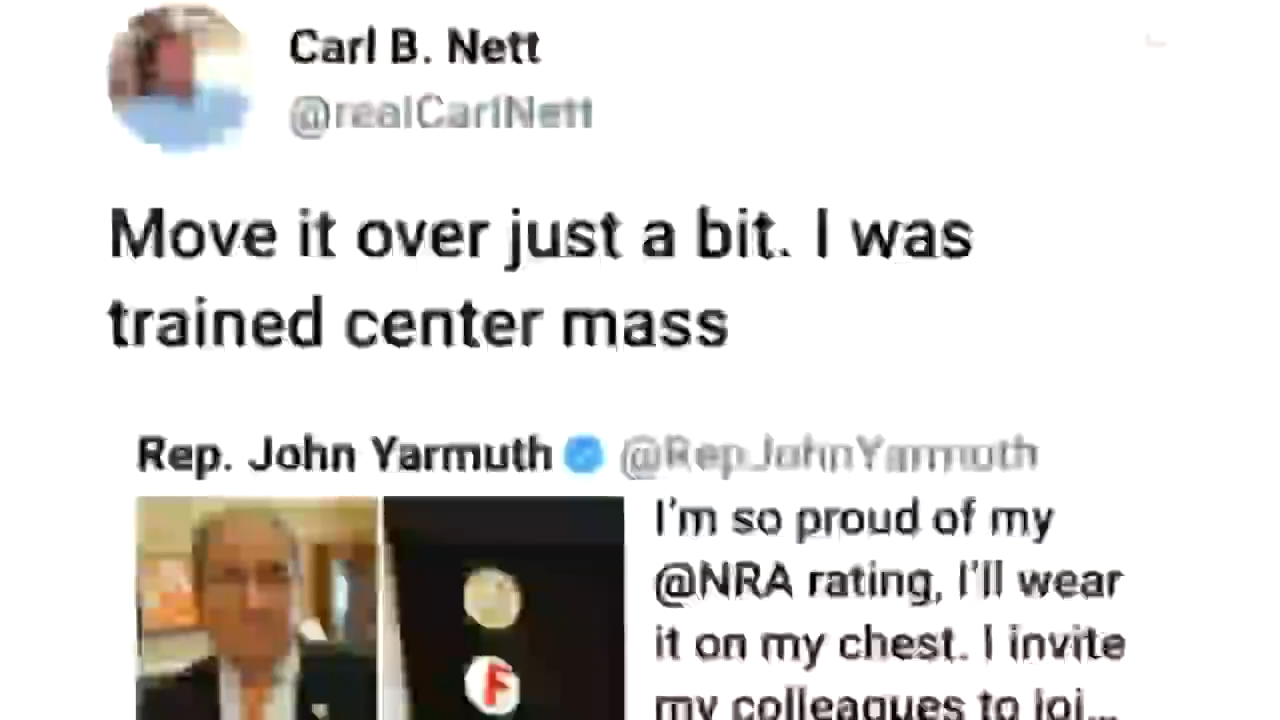 Carl B. Nett
@realCarlNett
Move it over just a bit. I was
trained center mass
Rep. John Yarmuth @RepJohnYarmuth
I'm so proud of my
@NRA rating, I'll wear
it on my chest. I invite
my colleagues to joi...
F